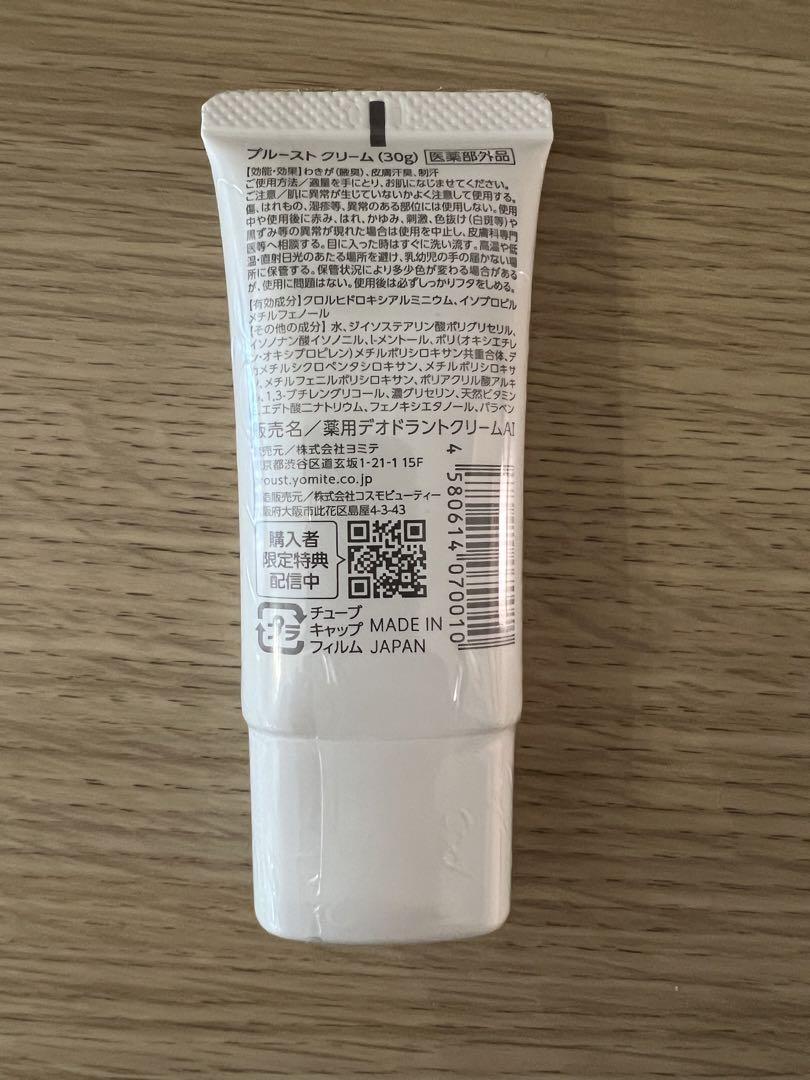 プルースト クリーム(30g) 医薬部外品
【効能・効果】わきが(腋臭)、皮膚汗臭、制汗
ご使用方法/適量を手にとり、お肌になじませてください。
ご注意/肌に異常が生じていないかよく注意して使用する。
傷、はれもの、湿疹等、異常のある部位には使用しない。使用
中や使用後に赤み、はれ、かゆみ、刺激、色抜け(白斑等)や
黒ずみ等の異常が現れた場合は使用を中止し、皮膚科専門
医等へ相談する。目に入った時はすぐに洗い流す。高温や低
温・直射日光のあたる場所を避け、乳幼児の手の届かない場
所に保管する。保管状況により多少色が変わる場合がある
が、使用に問題はない。使用後は必ずしっかりフタをしめる。
【有効成分】クロルヒドロキシアルミニウム、イソプロピル
メチルフェノール
【その他の成分】水、ジイソステアリン酸ポリグリセリル、
イソノナン酸イソノニル、l-メントール、ポリ(オキシエチレ
ン・オキシプロピレン)メチルポリシロキサン共重合体、デ
カメチルシクロペンタシロキサン、メチルポリシロキサ
ン、メチルフェニルポリシロキサン、ポリアクリル酸アルキ
ル、1,3-ブチレングリコール、濃グリセリン、天然ビタミン
E、エデト酸二ナトリウム、フェノキシエタノール、パラベン
販売名/薬用デオドラントクリームAI
売元/株式会社ヨミテ
京都渋谷区道玄坂1-21-1 15F
oust.yomite.co.jp
造販売元/株式会社コスモビューティー
阪府大阪市此花区島屋4-3-43
購入者
限定特典
配信中
4 580614 070010
プラ
チューブ
キャップ
フィルム
MADE IN
JAPAN